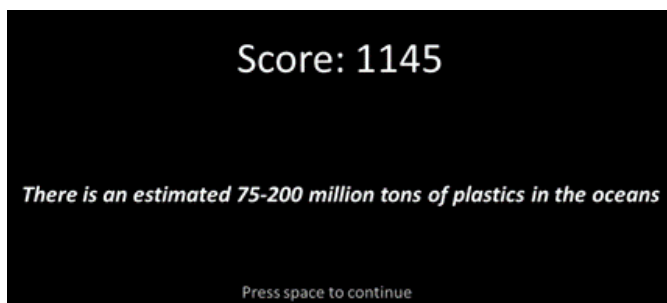 Score: 1145
There is an estimated 75-200 million tons of plastics in the oceans
Press space to continue